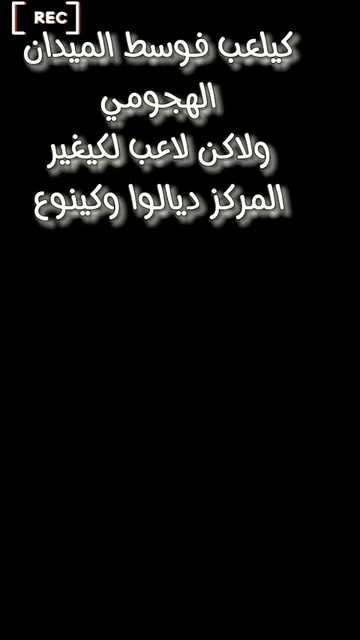 [ REC ]
كيلعب فوسط الميدان
الهجومي
ولاكن لاعب لكيغير
المركز ديالوا وكينوع